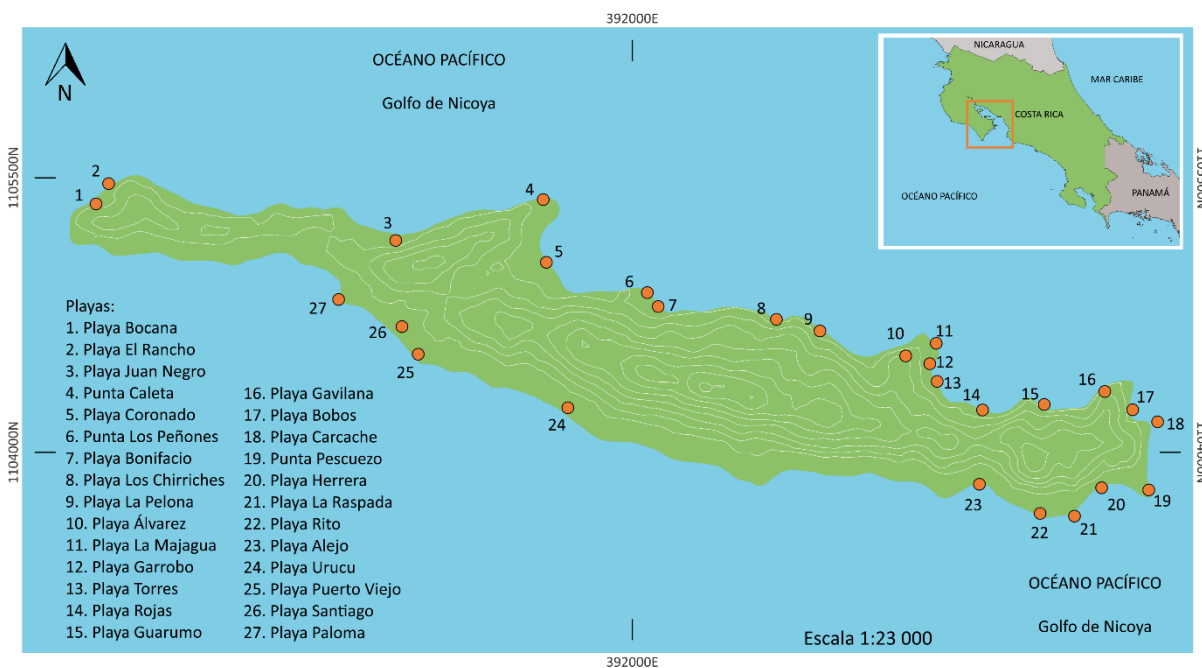 392000E
OCÉANO PACÍFICO
Golfo de Nicoya
N
NICARAGUA
MAR CARIBE
COSTA RICA
OCÉANO PACÍFICO
PANAMÁ
1105500N
1105500N
1
2
3
4
5
6
7
8
9
10
11
12
13
14
15
16
17
18
19
20
21
22
23
24
25
26
27
1104000N
1104000N
Playas:
1. Playa Bocana
2. Playa El Rancho
3. Playa Juan Negro
4. Punta Caleta
5. Playa Coronado
6. Punta Los Peñones
7. Playa Bonifacio
8. Playa Los Chirriches
9. Playa La Pelona
10. Playa Álvarez
11. Playa La Majagua
12. Playa Garrobo
13. Playa Torres
14. Playa Rojas
15. Playa Guarumo
16. Playa Gavilana
17. Playa Bobos
18. Playa Carcache
19. Punta Pescuezo
20. Playa Herrera
21. Playa La Raspada
22. Playa Rito
23. Playa Alejo
24. Playa Urucu
25. Playa Puerto Viejo
26. Playa Santiago
27. Playa Paloma
OCÉANO PACÍFICO
Golfo de Nicoya
Escala 1:23 000
392000E